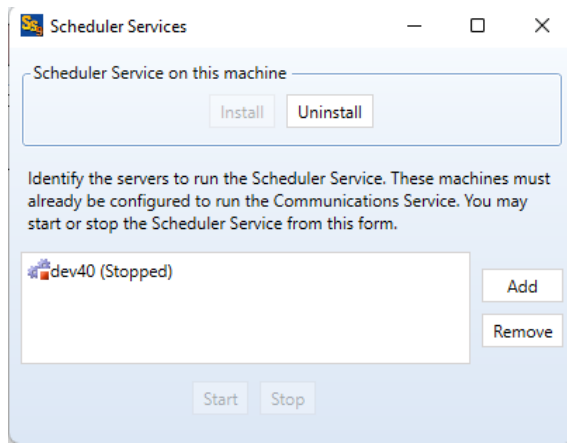 Scheduler Services
Scheduler Service on this machine
Install Uninstall
Identify the servers to run the Scheduler Service. These machines must
already be configured to run the Communications Service. You may
start or stop the Scheduler Service from this form.
dev40 (Stopped)
Add
Remove
Start Stop